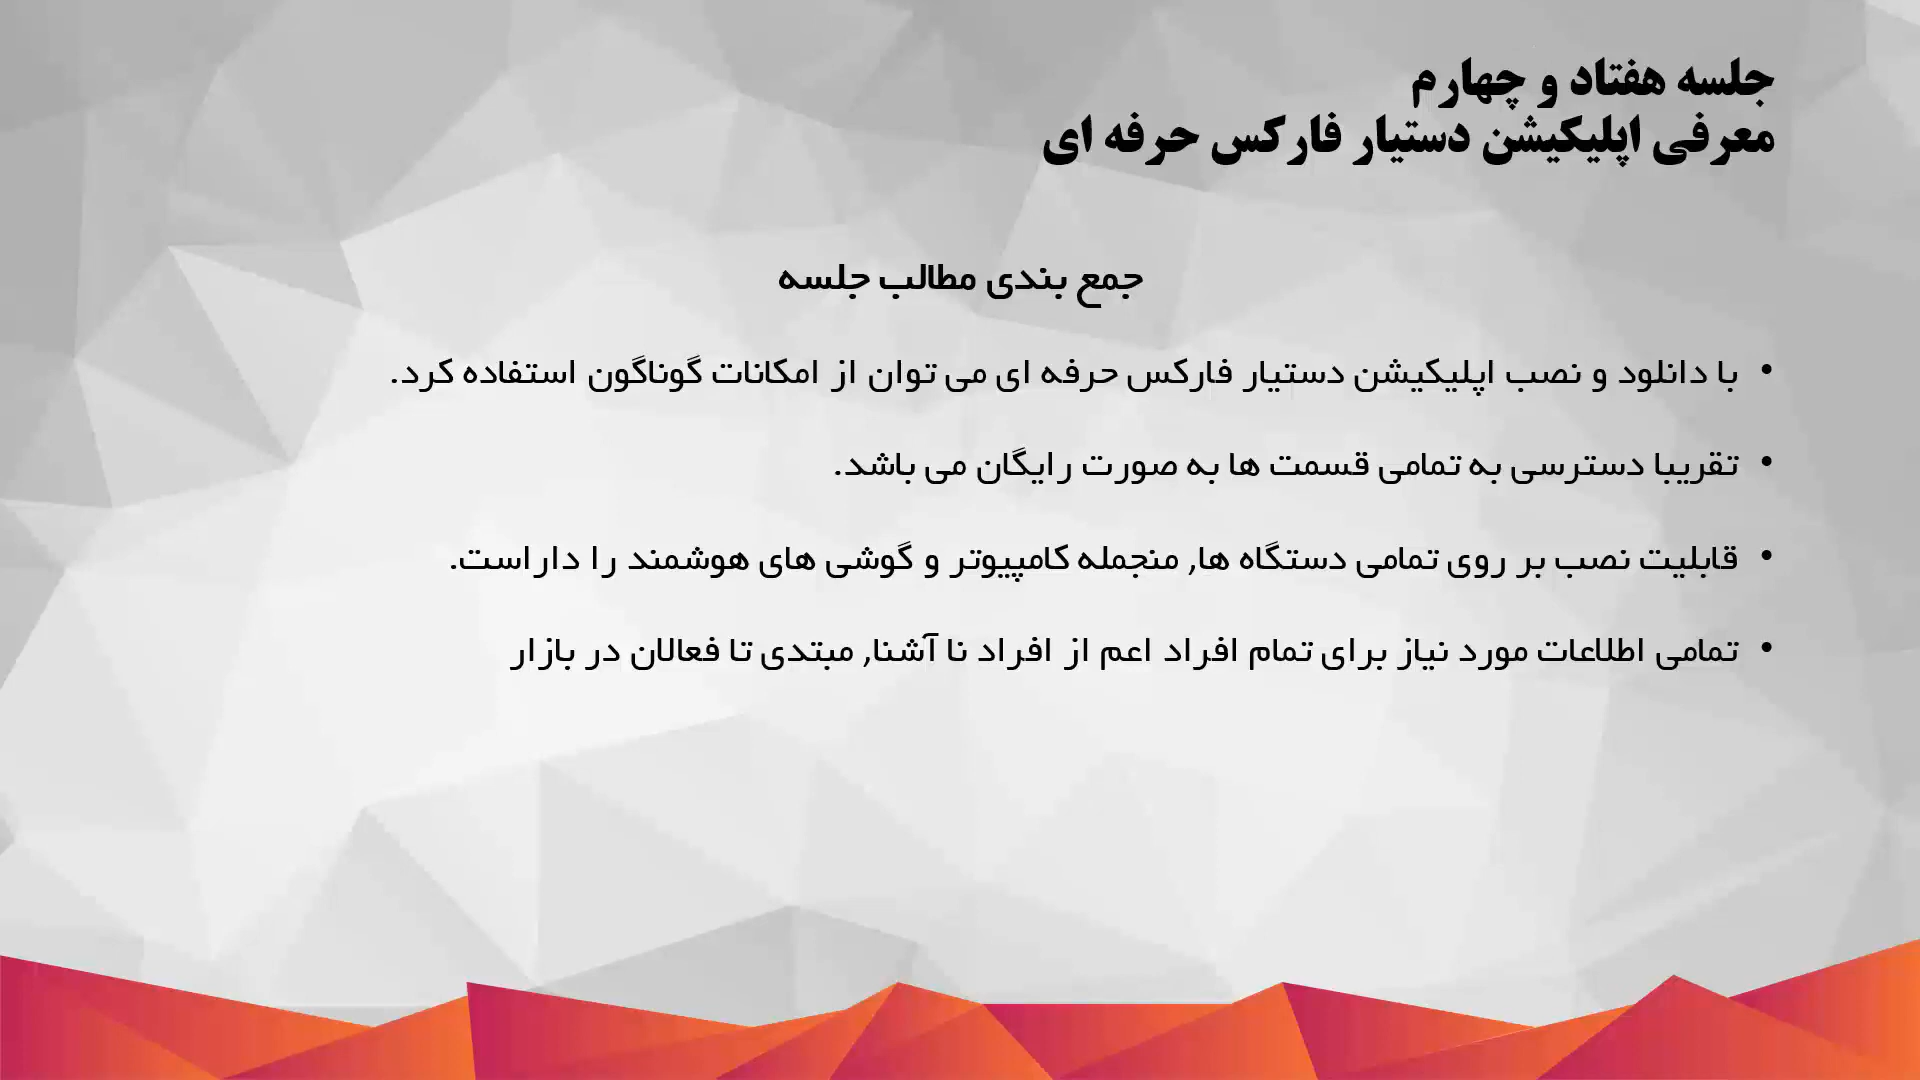 جلسه هفتاد و چهارم
معرفی اپلیکیشن دستیار فارکس حرفه ای
جمع بندی مطالب جلسه
• با دانلود و نصب اپلیکیشن دستیار فارکس حرفه ای می توان از امکانات گوناگون استفاده کرد.
• تقریبا دسترسی به تمامی قسمت ها به صورت رایگان می باشد.
• قابلیت نصب بر روی تمامی دستگاه ها, منجمله کامپیوتر و گوشی های هوشمند را داراست.
• تمامی اطلاعات مورد نیاز برای تمام افراد اعم از افراد نا آشنا, مبتدی تا فعالان در بازار